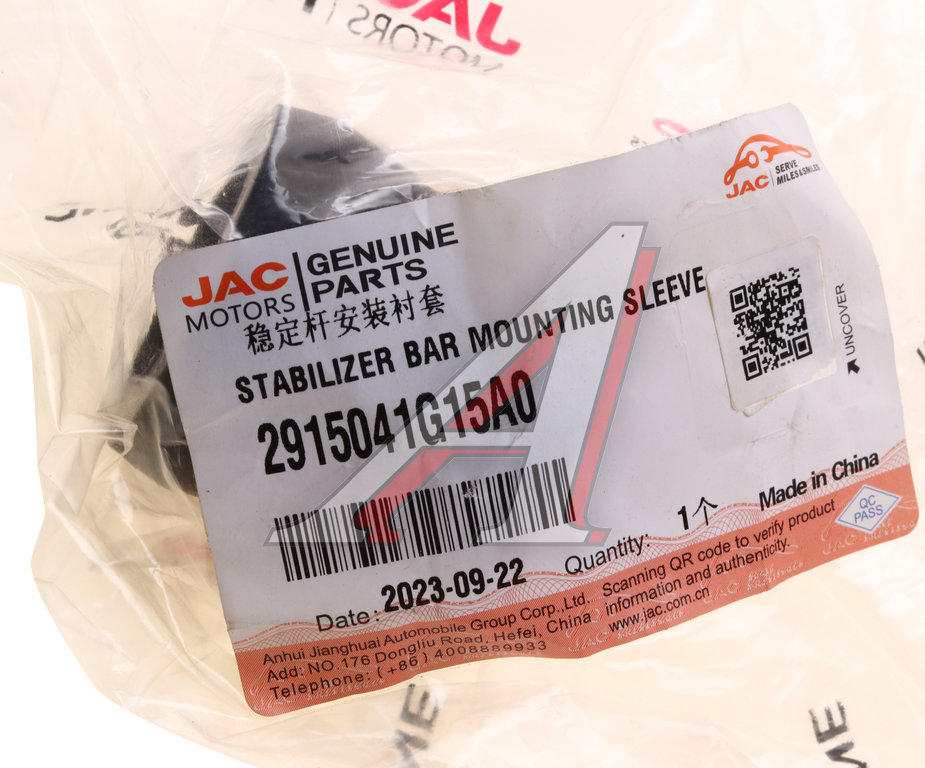 JAC
MOTORS
JAC
MOTORS
GENUINE
PARTS
稳定杆安装衬套
STABILIZER BAR MOUNTING SLEEVE
2915041G15A0
JAC
SERVE
MILES&SMILES
UNCOVER
Date: 2023-09-22
Quantity: 1个
Made in China
QC
PASS
Anhui Jianghuai Automobile Group Corp.,Ltd.
Add: NO.176 Dongliu Road, Hefei, China
Telephone: (+86) 4008889933
Scanning QR code to verify product
information and authenticity.
www.jac.com.cn
JAC